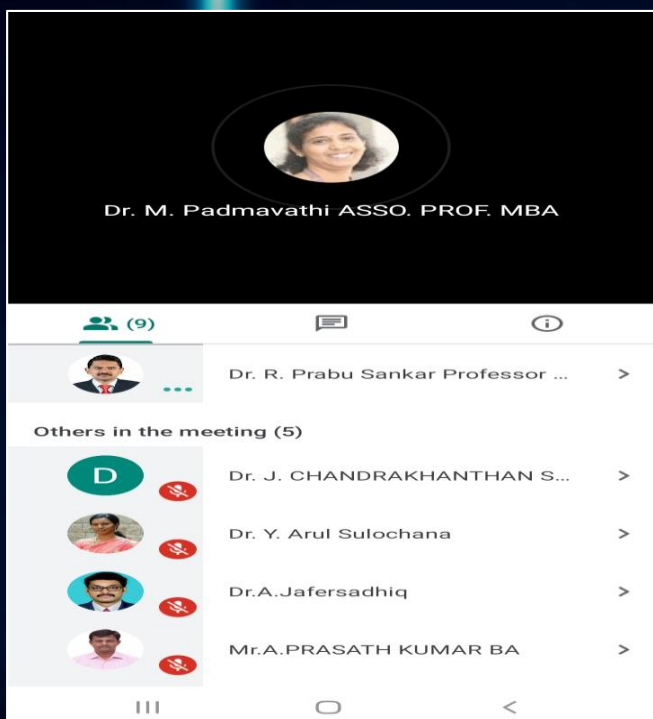 Dr. M. Padmavathi ASSO. PROF. MBA
(9)
Dr. R. Prabu Sankar Professor ...
Others in the meeting (5)
D
Dr. J. CHANDRAKHANTHAN S...
Dr. Y. Arul Sulochana
Dr.A.Jafersadhiq
Mr.A.PRASATH KUMAR BA